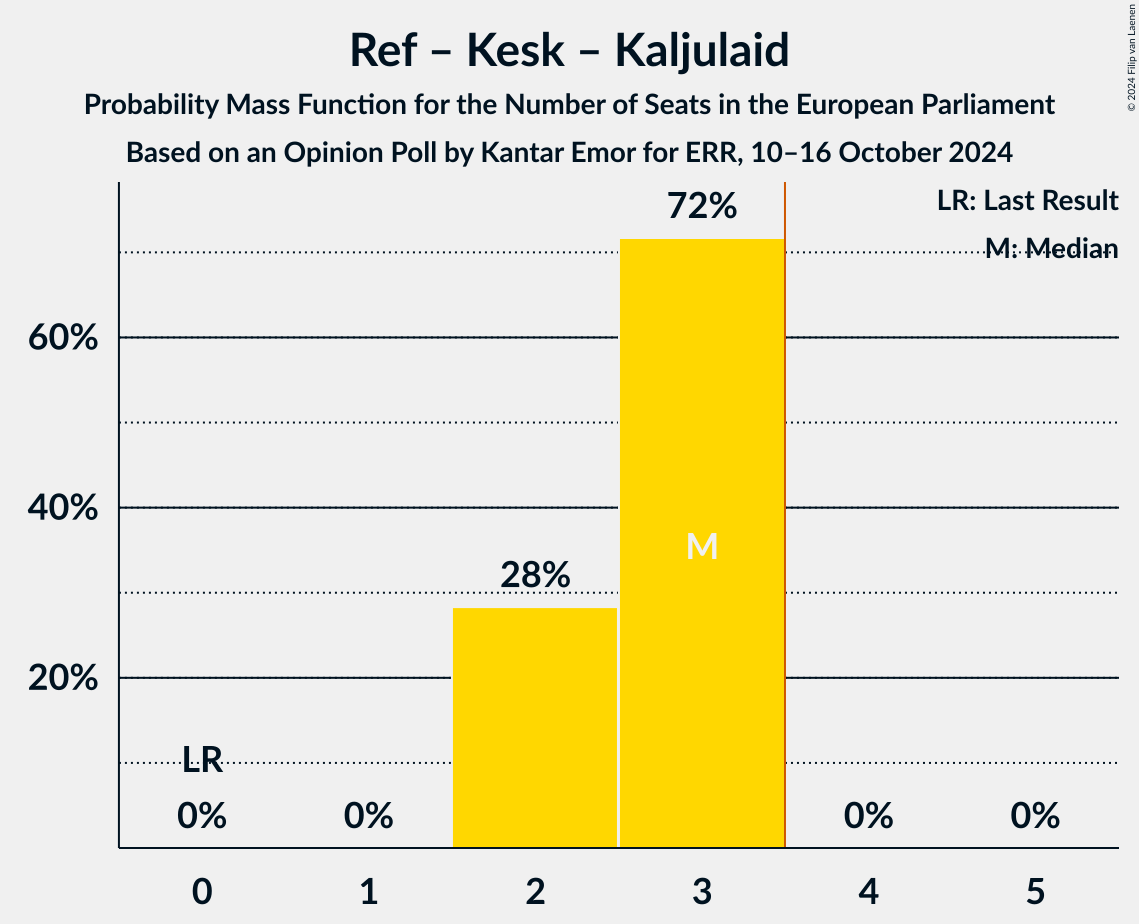 Ref – Kesk – Kaljulaid
Probability Mass Function for the Number of Seats in the European Parliament
Based on an Opinion Poll by Kantar Emor for ERR, 10–16 October 2024
© 2024 Filip van Laenen
LR: Last Result
M: Median
72%
60%
40%
M
28%
20%
LR
0%
0%
0%
0%
0 1 2 3 4 5